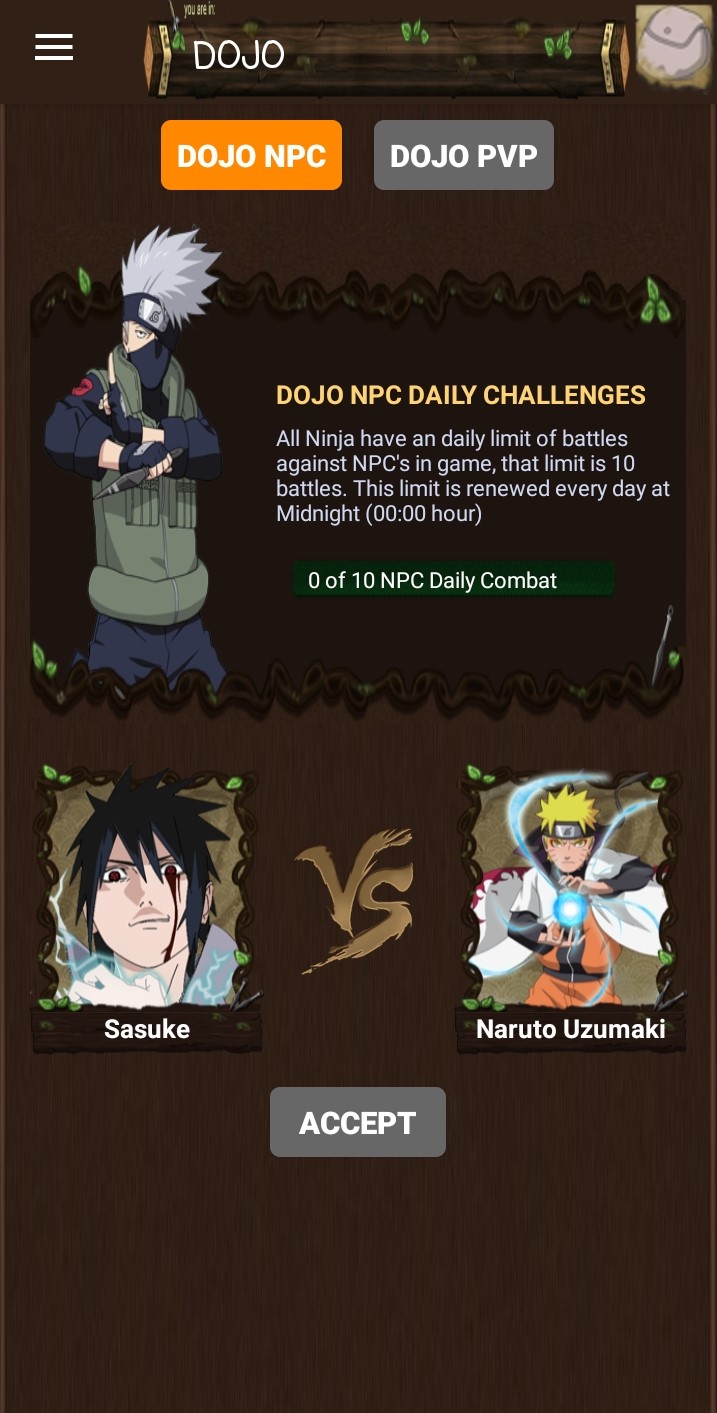 you are in:
DOJO
DOJO NPC
DOJO PVP
DOJO NPC DAILY CHALLENGES
All Ninja have an daily limit of battles
against NPC's in game, that limit is 10
battles. This limit is renewed every day at
Midnight (00:00 hour)
0 of 10 NPC Daily Combat
VS
Sasuke
Naruto Uzumaki
ACCEPT